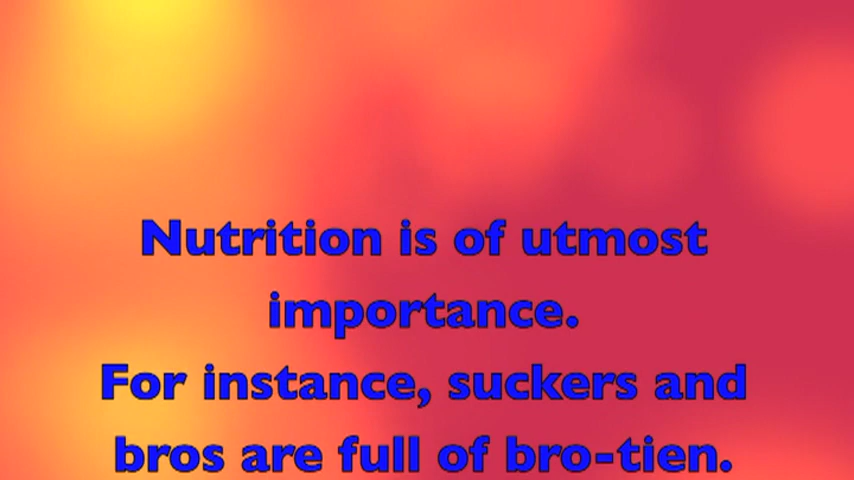 Nutrition is of utmost
importance.
For instance, suckers and
bros are full of bro-tien.